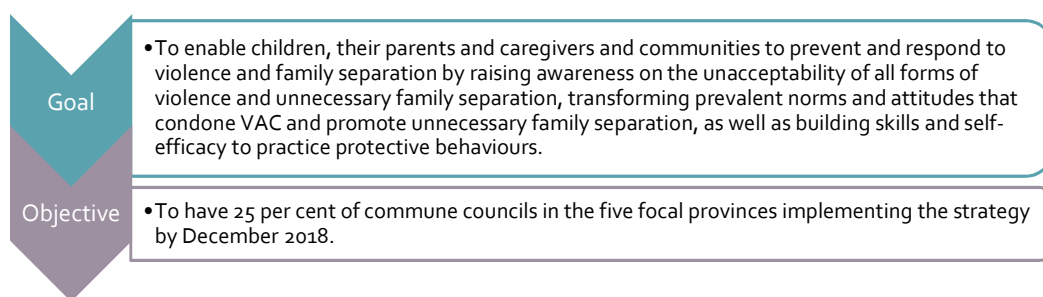 Goal
•To enable children, their parents and caregivers and communities to prevent and respond to
violence and family separation by raising awareness on the unacceptability of all forms of
violence and unnecessary family separation, transforming prevalent norms and attitudes that
condone VAC and promote unnecessary family separation, as well as building skills and self-
efficacy to practice protective behaviours.
Objective
•To have 25 per cent of commune councils in the five focal provinces implementing the strategy
by December 2018.